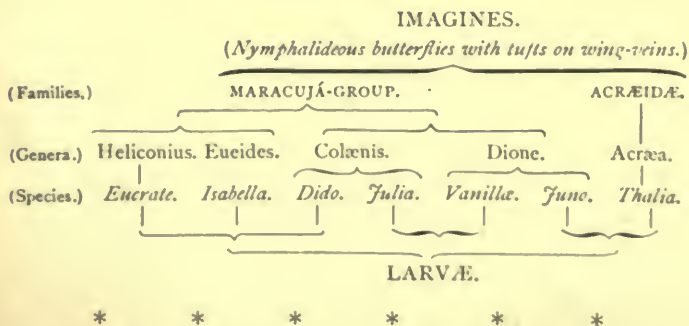 IMAGINES.
(Nymphalideous butterflies with tufts on wing-veins.)
(Families.) MARACUJÁ-GROUP. ACRÆIDÆ.
(Genera.) Heliconius. Eueides. Colænis. Dione. Acræa.
(Species.) Eucrate. Isabella. Dido. Julia. Vanillæ. Juno. Thalia.
LARVÆ.
* * * * * *